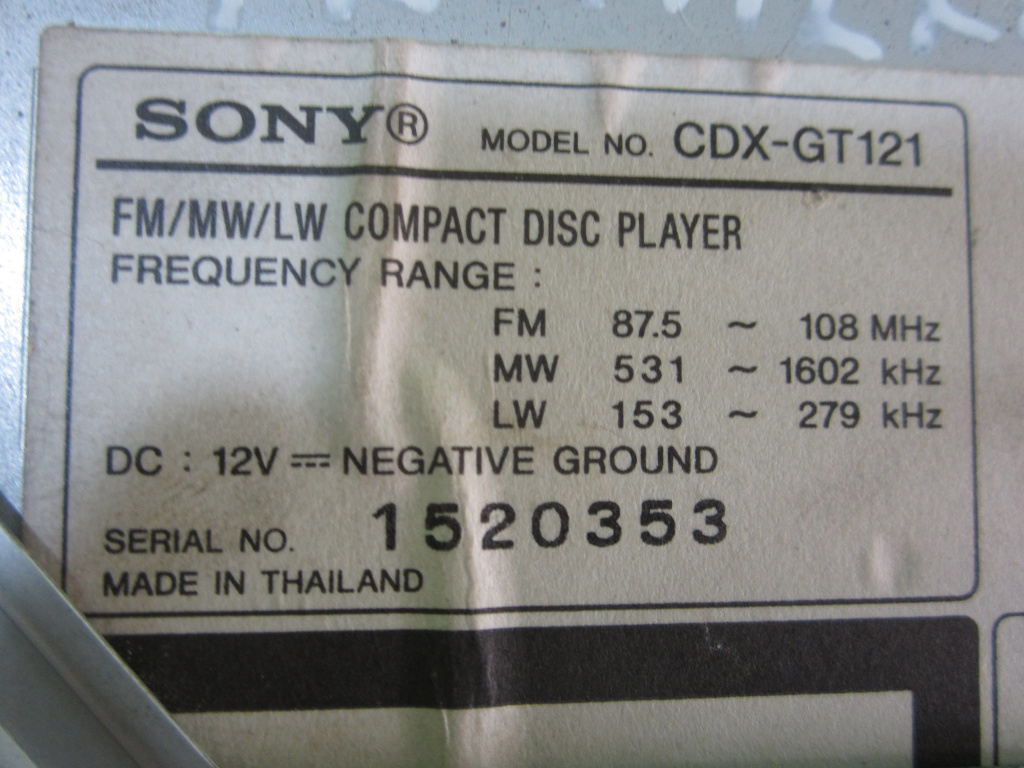 SONY® MODEL NO. CDX-GT121
FM/MW/LW COMPACT DISC PLAYER
FREQUENCY RANGE :
FM 87.5 ~ 108 MHz
MW 531 ~ 1602 kHz
LW 153 ~ 279 kHz
DC : 12V ⎓ NEGATIVE GROUND
SERIAL NO. 1520353
MADE IN THAILAND